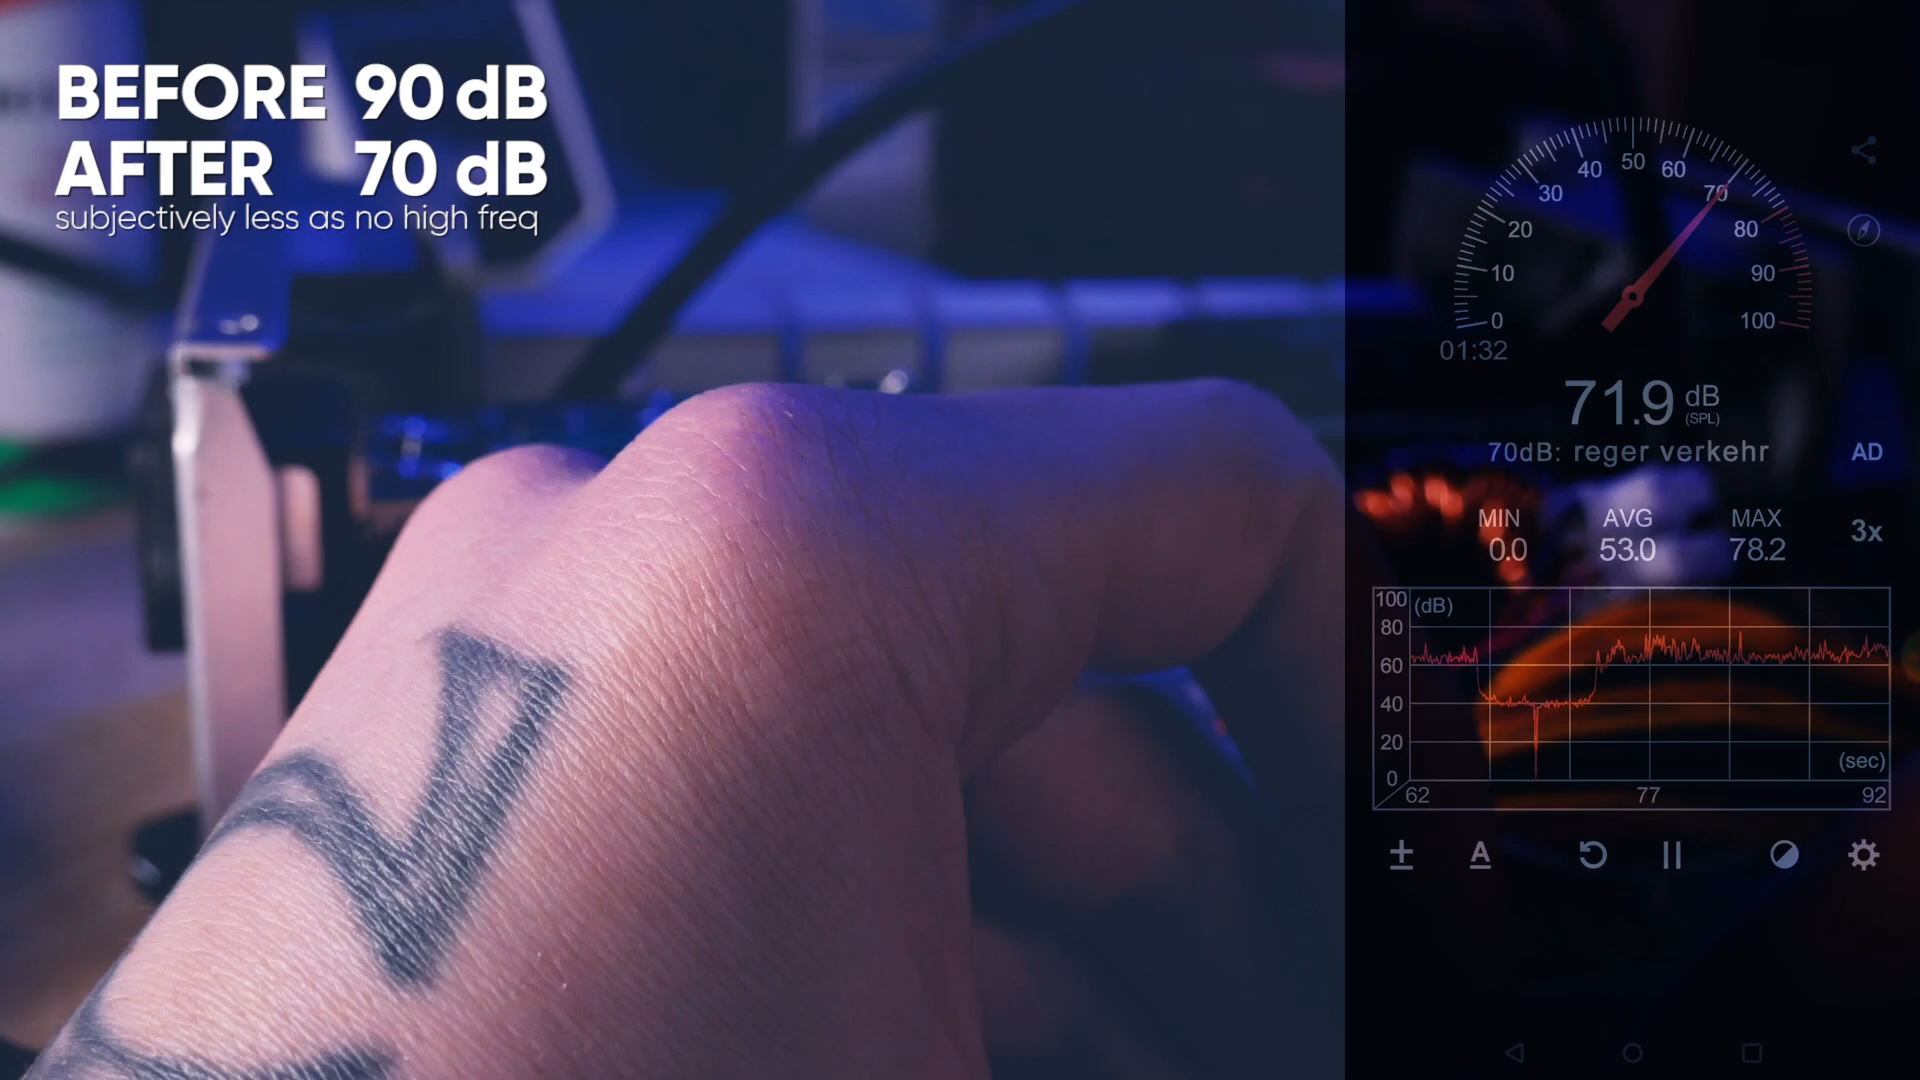 BEFORE 90 dB
AFTER 70 dB
subjectively less as no high freq
0
10
20
30
40
50
60
70
80
90
100
01:32
71.9 dB
(SPL)
70dB: reger verkehr
AD
MIN AVG MAX
0.0 53.0 78.2
3x
100 (dB)
80
60
40
20
0
(sec)
62 77 92
A